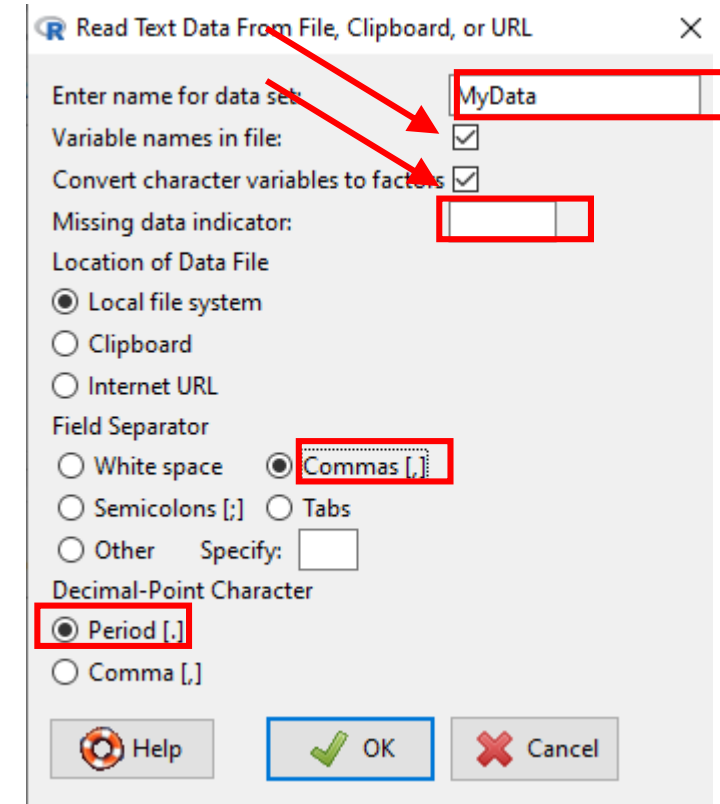 Read Text Data From File, Clipboard, or URL
Enter name for data set: MyData
Variable names in file:
Convert character variables to factors
Missing data indicator:
Location of Data File
Local file system
Clipboard
Internet URL
Field Separator
White space Commas [,]
Semicolons [;] Tabs
Other Specify:
Decimal-Point Character
Period [.]
Comma [,]
Help OK Cancel